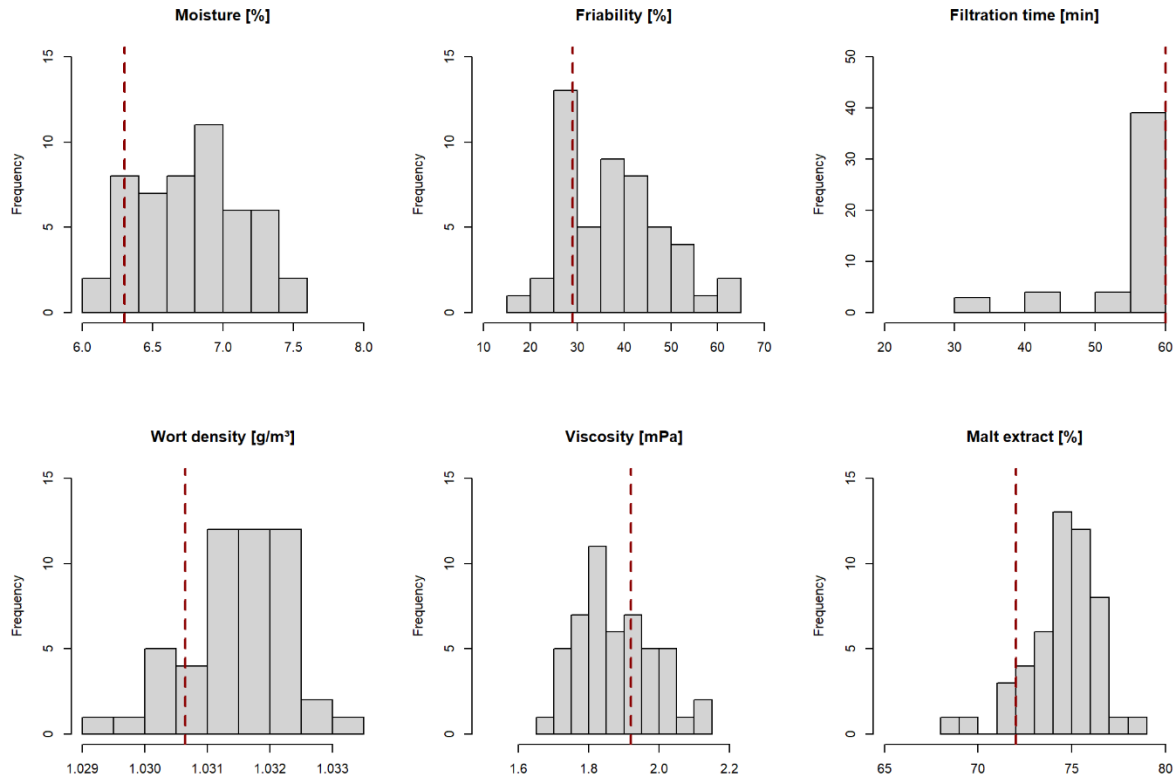 Moisture [%]
Frequency
15
10
5
0
6.0 6.5 7.0 7.5 8.0
Friability [%]
Frequency
15
10
5
0
10 20 30 40 50 60 70
Filtration time [min]
Frequency
50
40
30
20
10
0
20 30 40 50 60
Wort density [g/m³]
Frequency
15
10
5
0
1.029 1.030 1.031 1.032 1.033
Viscosity [mPa]
Frequency
15
10
5
0
1.6 1.8 2.0 2.2
Malt extract [%]
Frequency
15
10
5
0
65 70 75 80